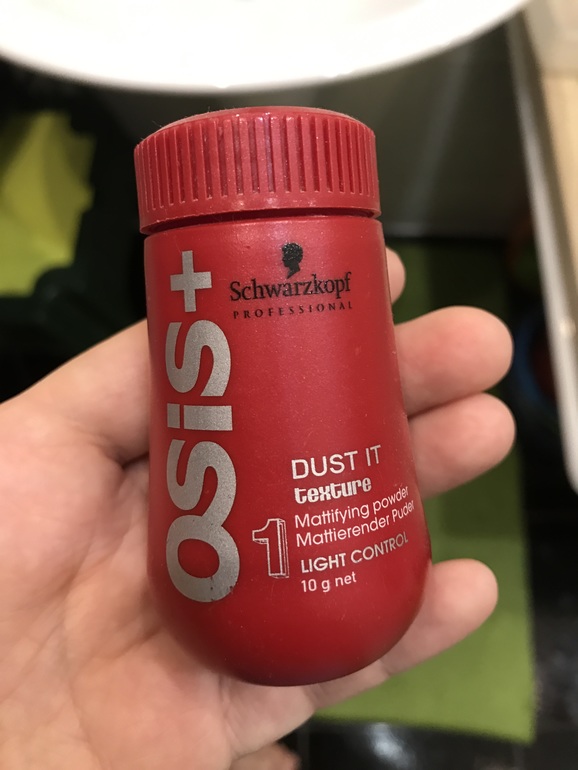 OSiS+
Schwarzkopf
PROFESSIONAL
DUST IT
texture
1
Mattifying powder
Mattierender Puder
LIGHT CONTROL
10 g net